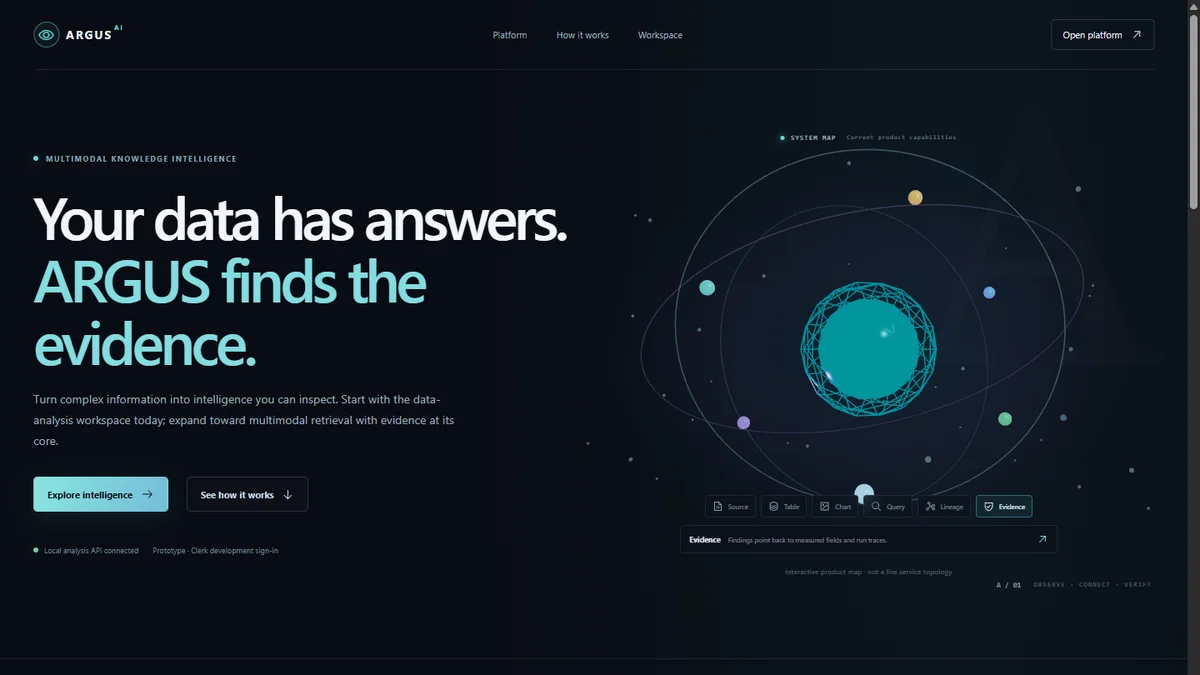 ARGUS AI
Platform
How it works
Workspace
Open platform
MULTIMODAL KNOWLEDGE INTELLIGENCE
Your data has answers.
ARGUS finds the
evidence.
Turn complex information into intelligence you can inspect. Start with the data-
analysis workspace today; expand toward multimodal retrieval with evidence at its
core.
Explore intelligence
See how it works
Local analysis API connected
Prototype · Clerk development sign-in
SYSTEM MAP
Current product capabilities
Source
Table
Chart
Query
Lineage
Evidence
Evidence
Findings point back to measured fields and run traces.
Interactive product map · not a live service topology
A / 01
OBSERVE · CONNECT · VERIFY